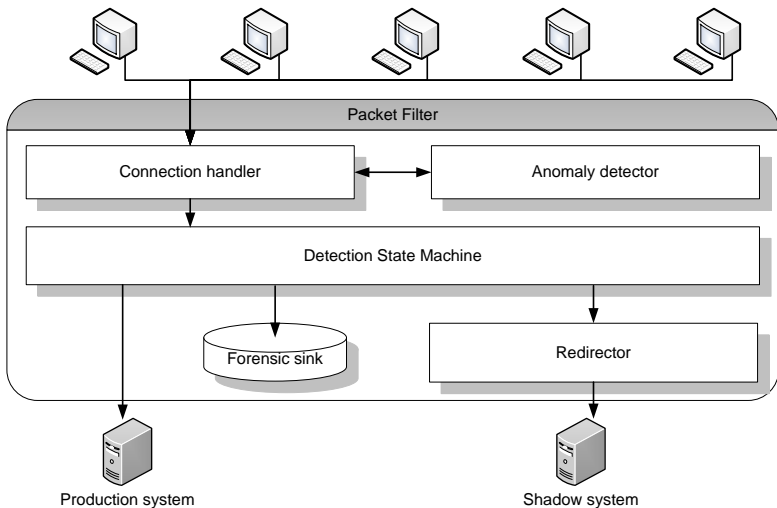 Packet Filter
Connection handler
Anomaly detector
Detection State Machine
Forensic sink
Redirector
Production system
Shadow system